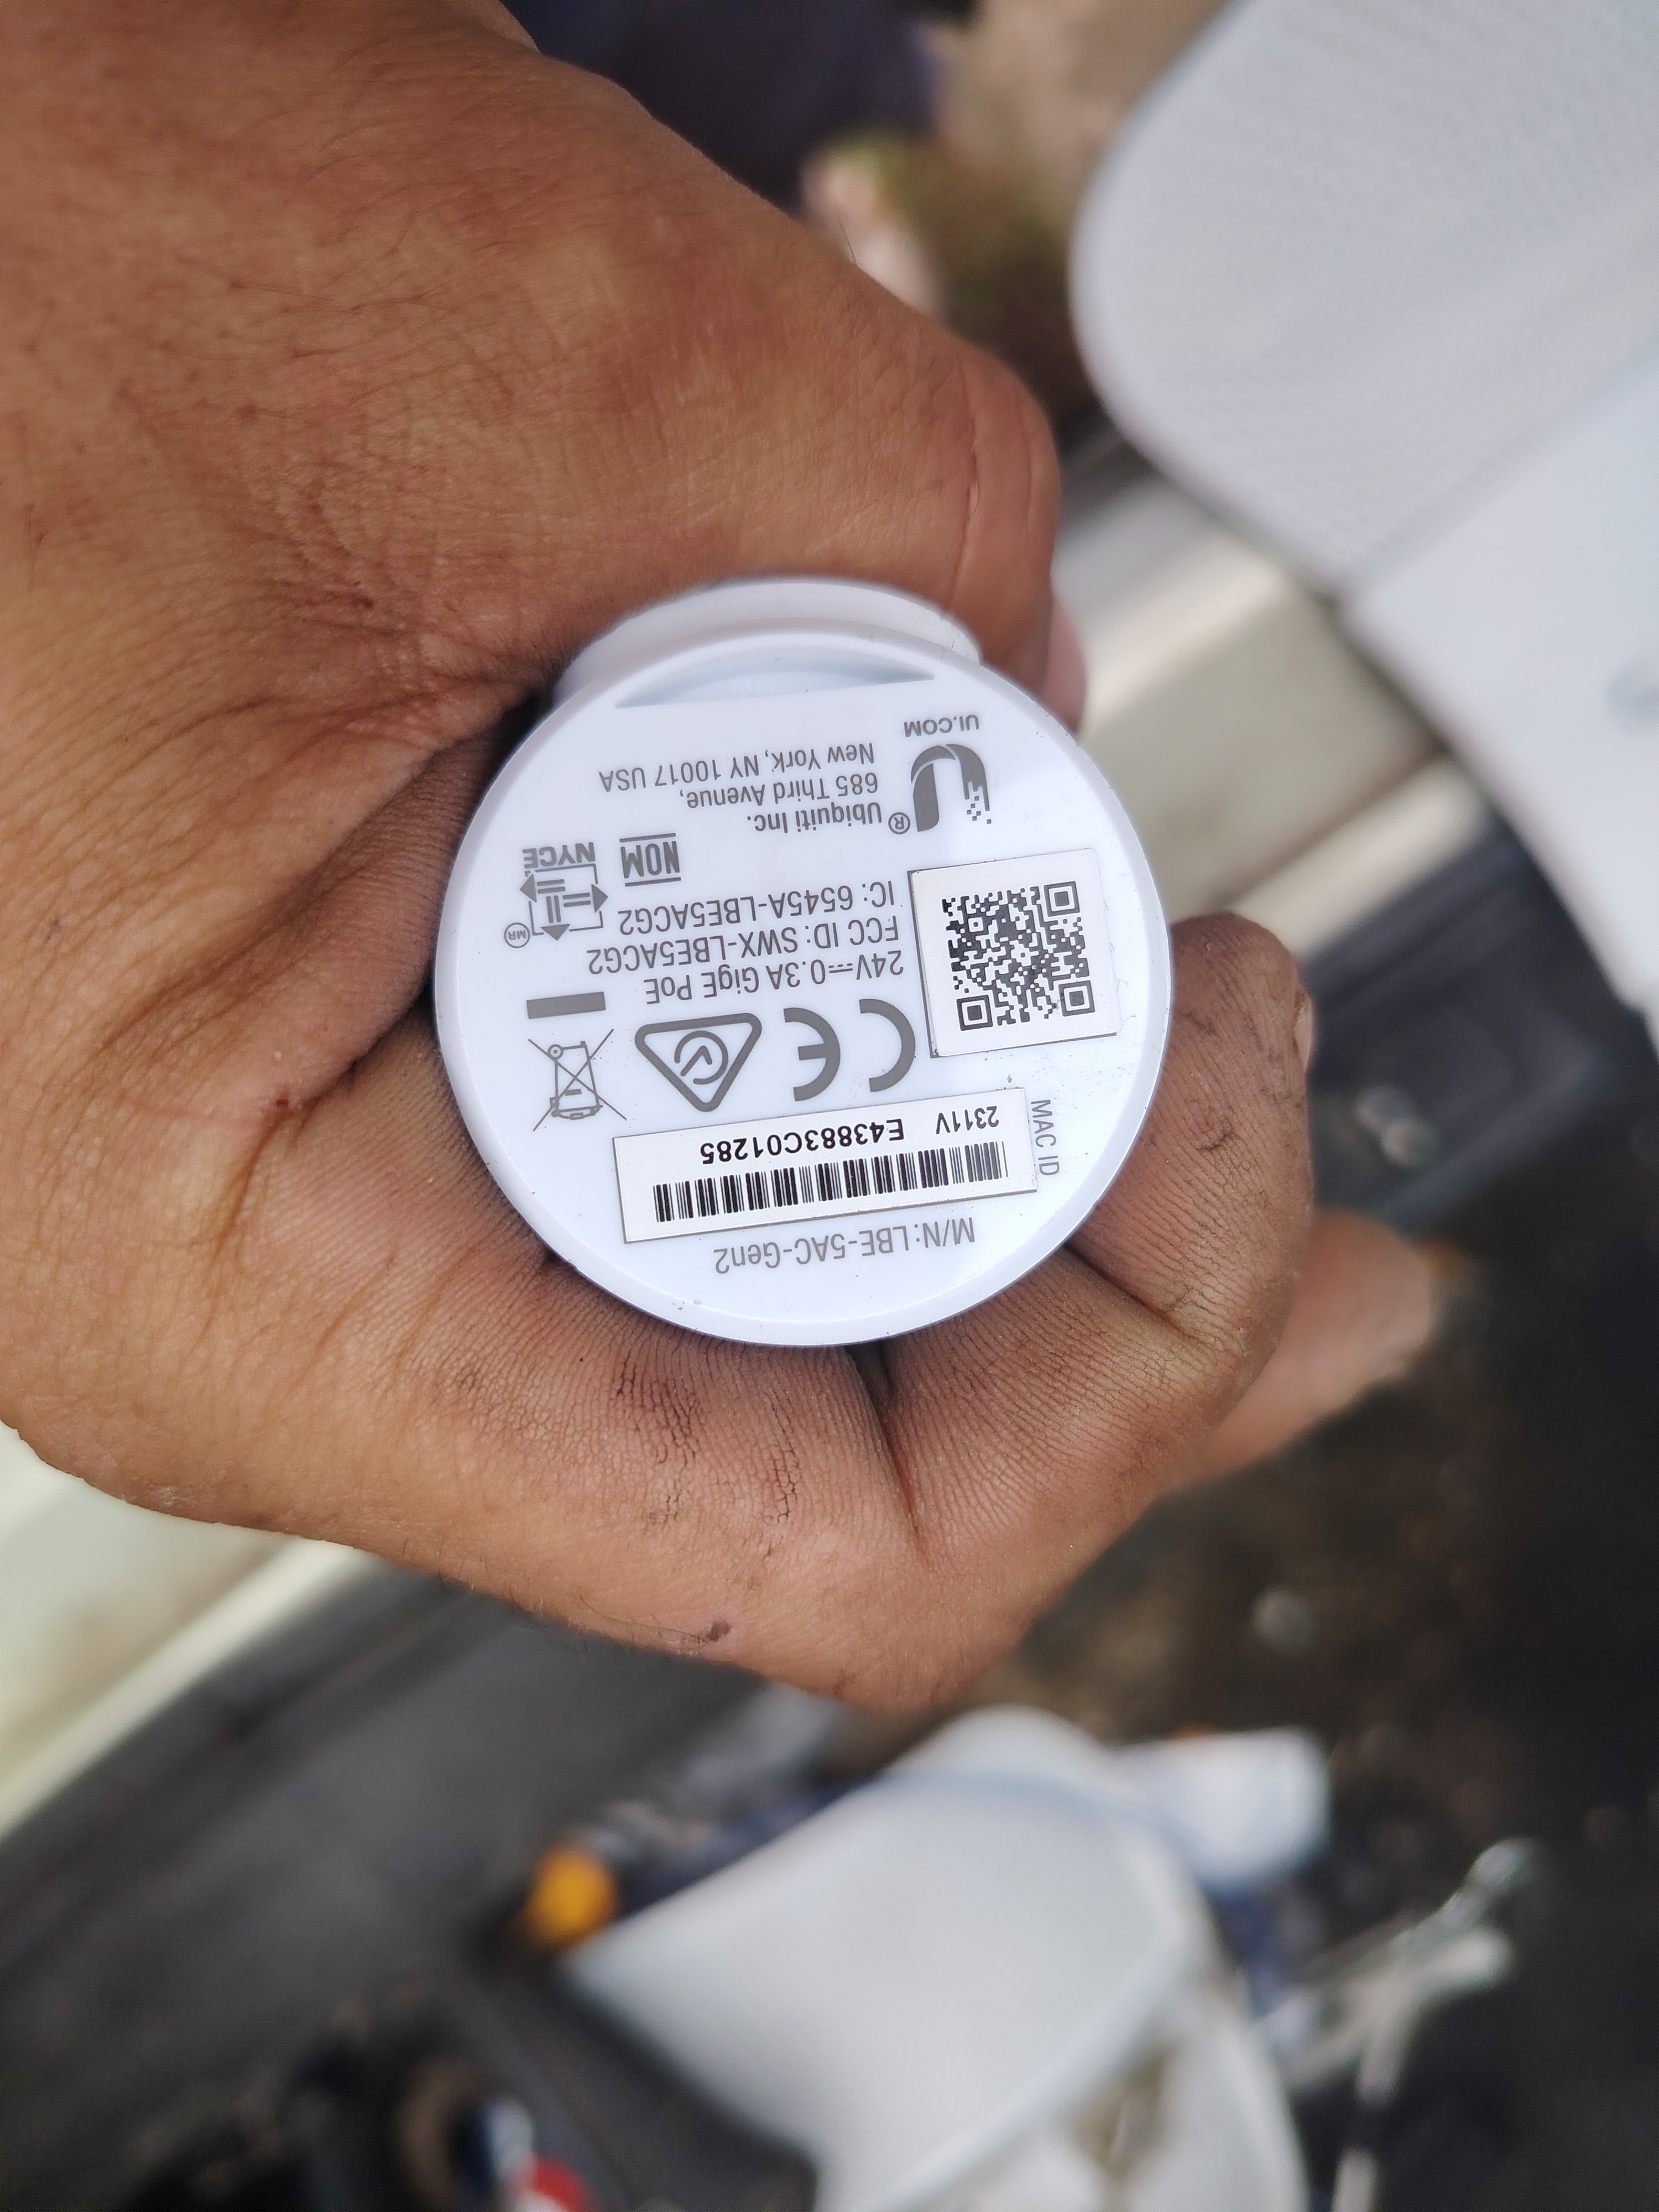 M/N:LBE-5AC-Gen2
MAC ID
2311V E43883C01285
24V⎓0.3A GigE PoE
FCC ID: SWX-LBE5ACG2
IC: 6545A-LBE5ACG2
MR
NOM
NYCE
Ubiquiti Inc.
685 Third Avenue,
New York, NY 10017 USA
UI.COM